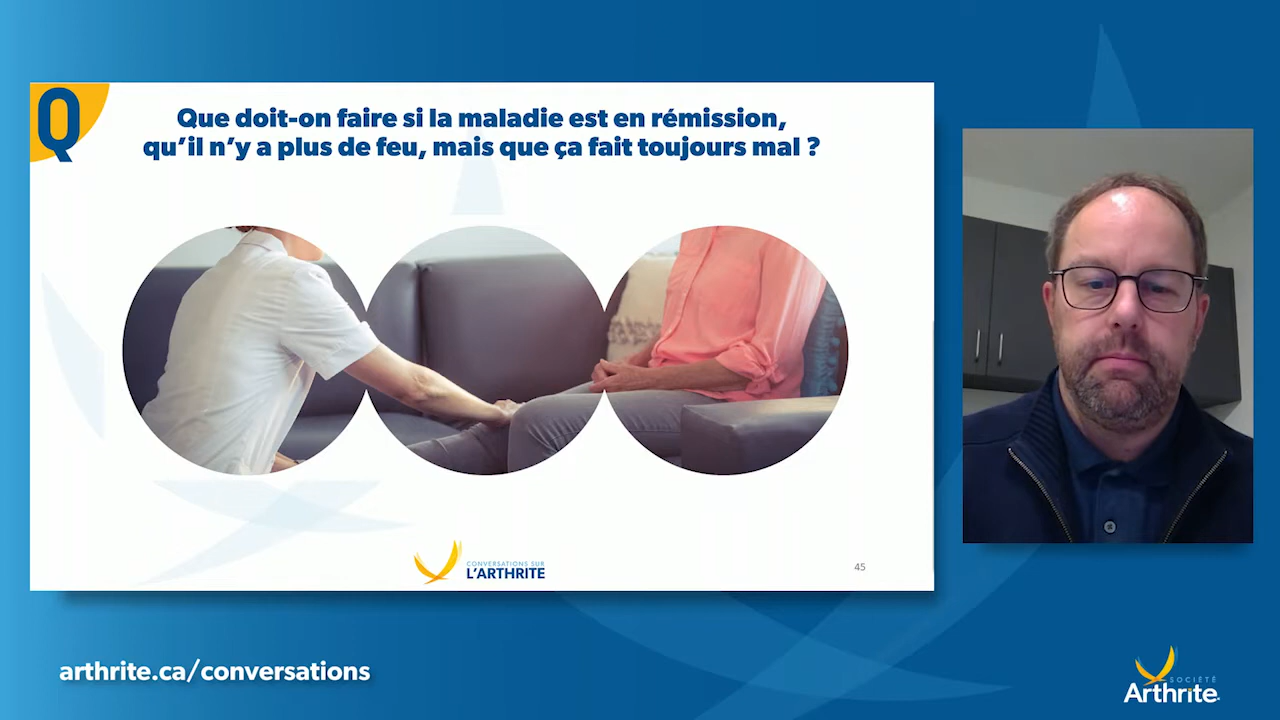 Q
Que doit-on faire si la maladie est en rémission,
qu’il n’y a plus de feu, mais que ça fait toujours mal ?
CONVERSATIONS SUR
L’ARTHRITE
45
arthrite.ca/conversations
SOCIÉTÉ
Arthrite